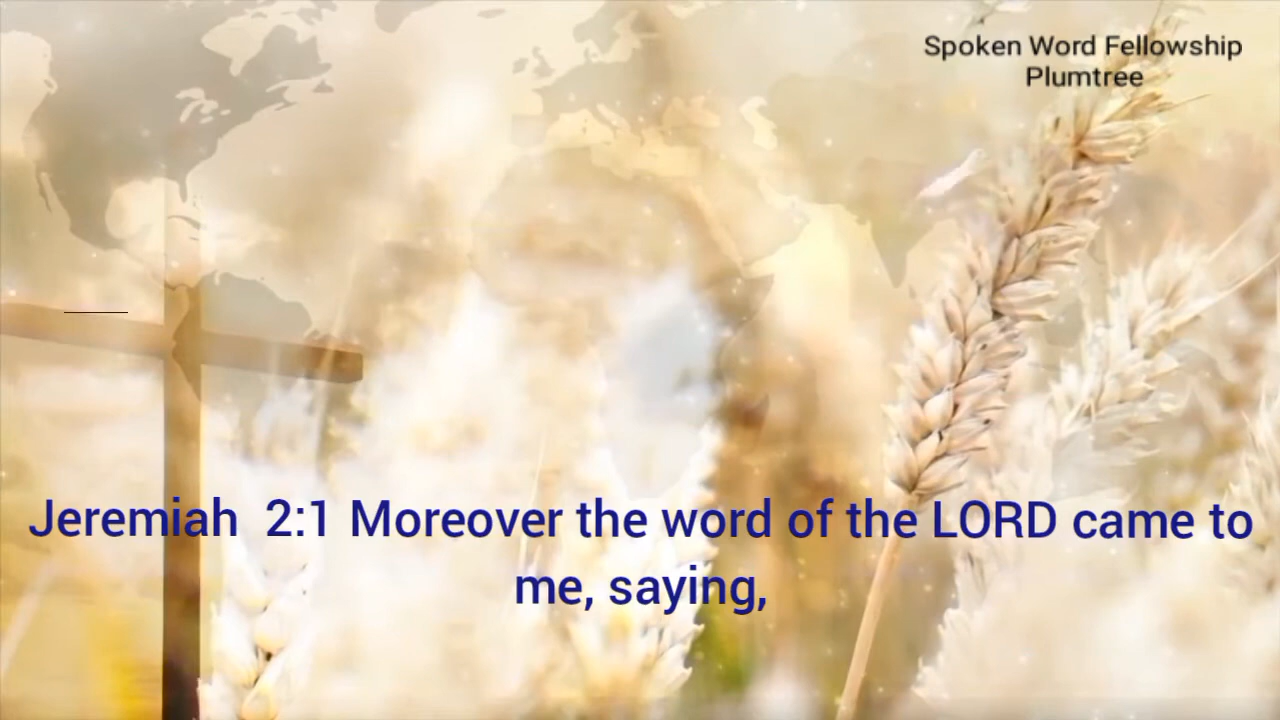 Spoken Word Fellowship
Plumtree
Jeremiah 2:1 Moreover the word of the LORD came to
me, saying,